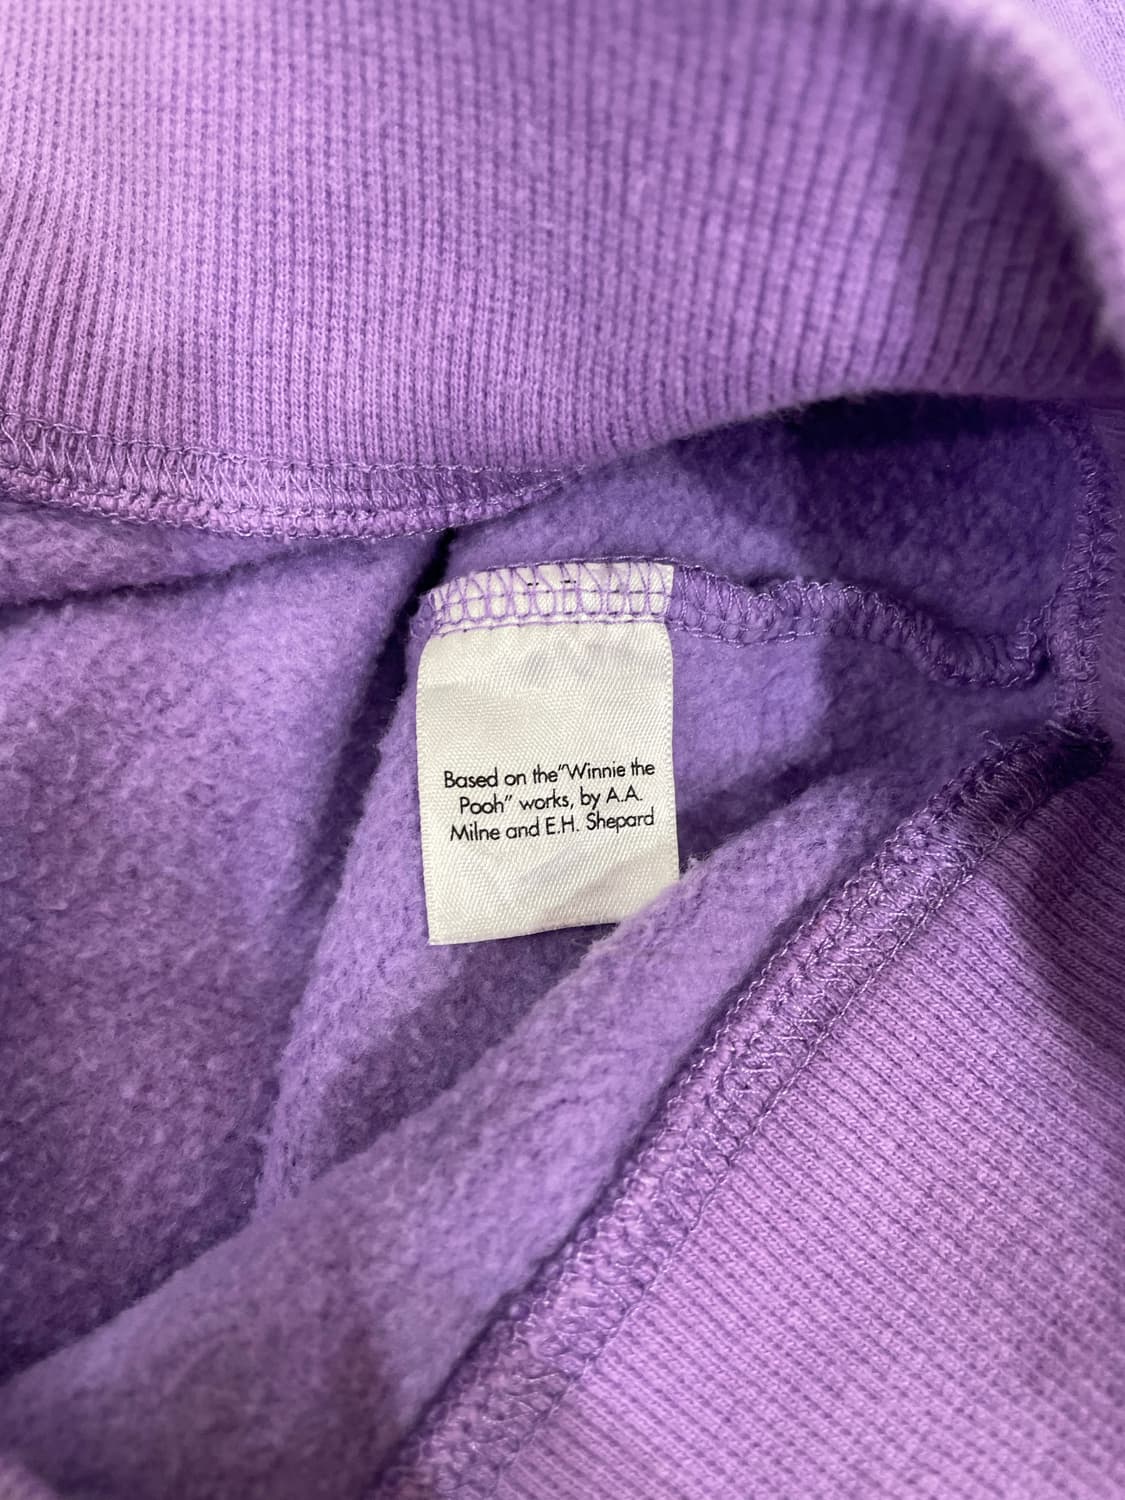 Based on the"Winnie the
Pooh" works, by A.A.
Milne and E.H. Shepard